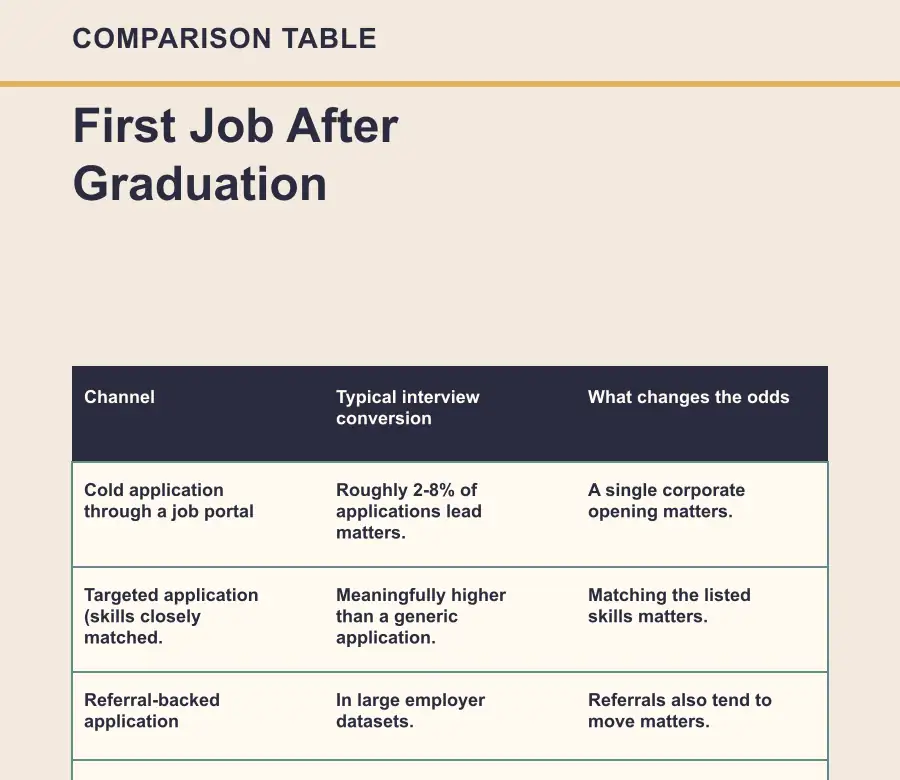 COMPARISON TABLE
First Job After
Graduation
Channel
Typical interview
conversion
What changes the odds
Cold application
through a job portal
Roughly 2-8% of
applications lead
matters.
A single corporate
opening matters.
Targeted application
(skills closely
matched.
Meaningfully higher
than a generic
application.
Matching the listed
skills matters.
Referral-backed
application
In large employer
datasets.
Referrals also tend to
move matters.